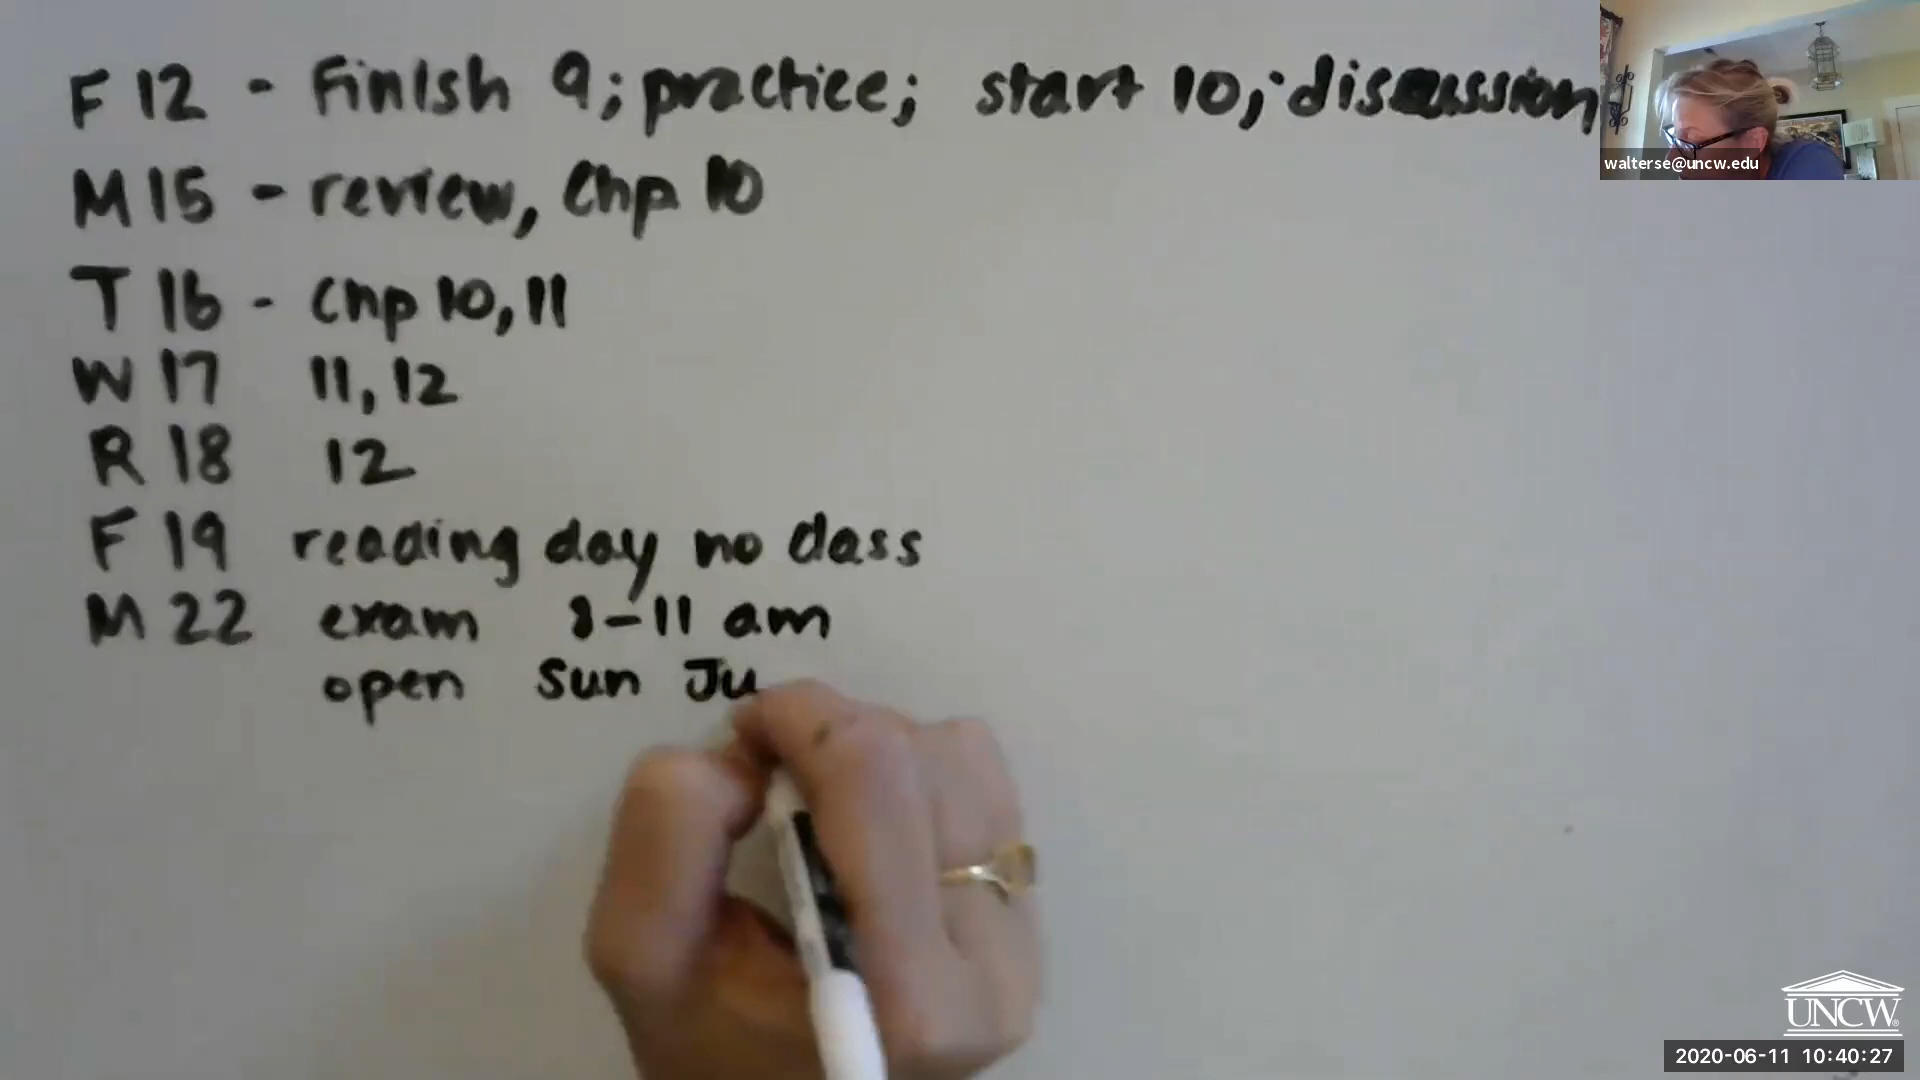 F 12 - Finish 9; practice; start 10; discussion
M 15 - review, Chp 10
T 16 - Chp 10, 11
W 17 11, 12
R 18 12
F 19 reading day no class
M 22 exam 8-11 am
open Sun Ju
walterse@uncw.edu
UNCW
2020-06-11 10:40:27